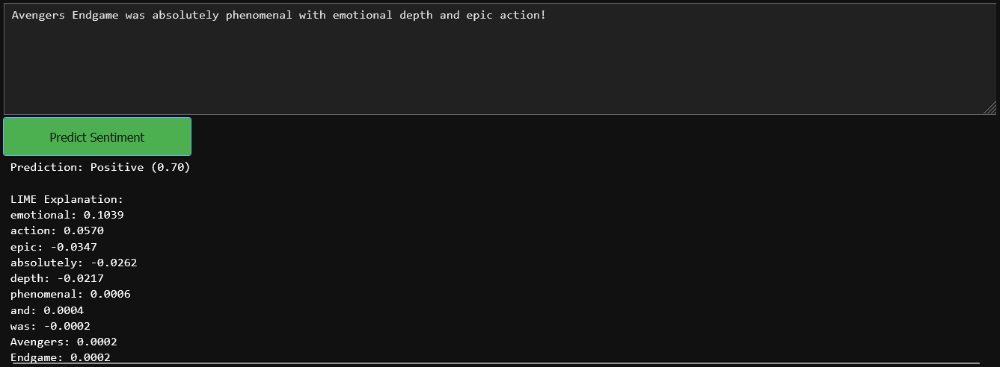 Avengers Endgame was absolutely phenomenal with emotional depth and epic action!
Predict Sentiment
Prediction: Positive (0.70)
LIME Explanation:
emotional: 0.1039
action: 0.0570
epic: -0.0347
absolutely: -0.0262
depth: -0.0217
phenomenal: 0.0006
and: 0.0004
was: -0.0002
Avengers: 0.0002
Endgame: 0.0002